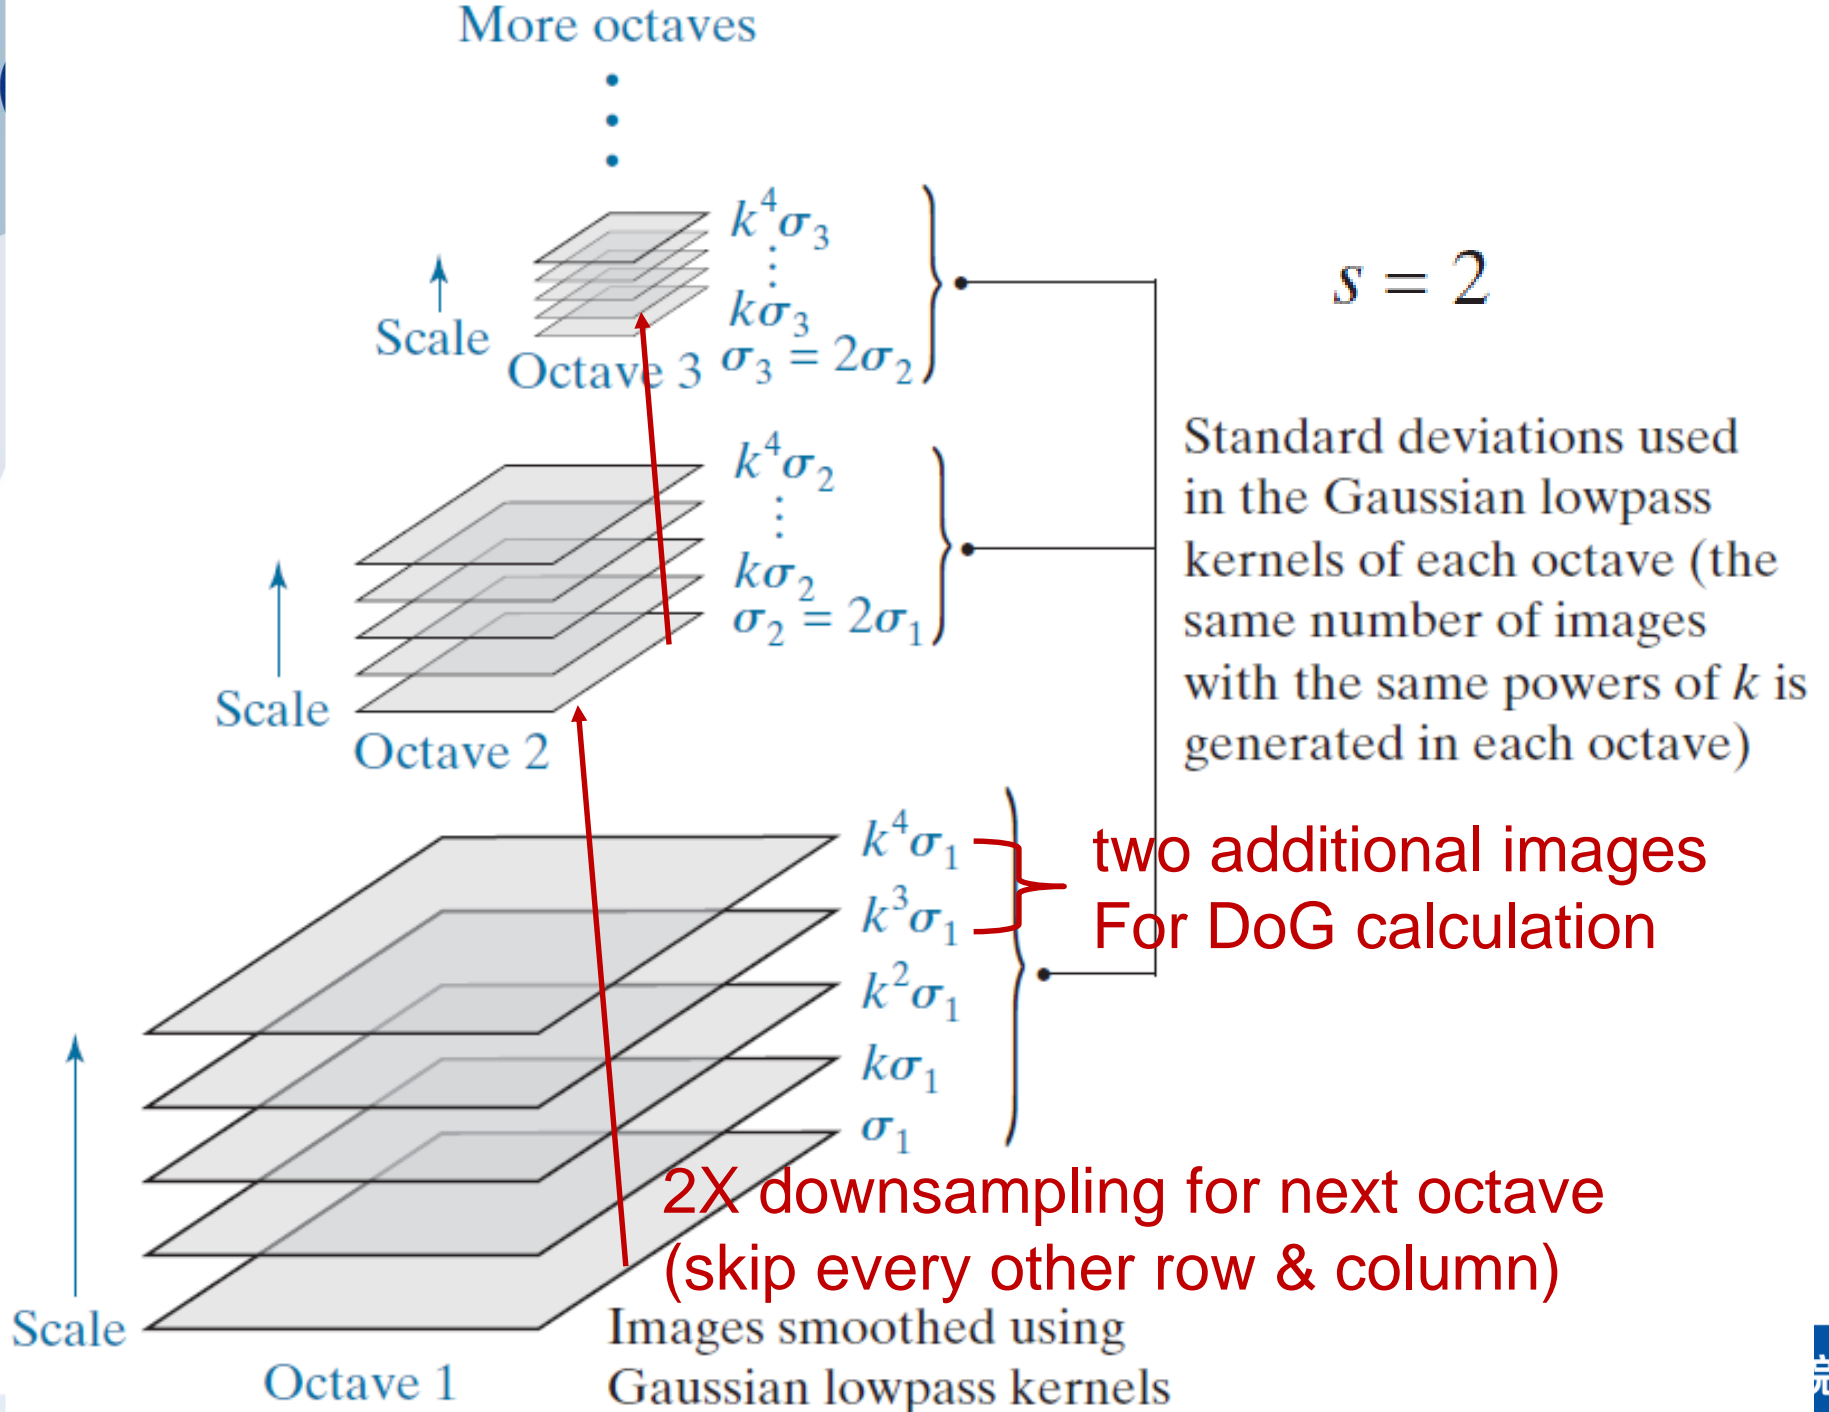 More octaves
k⁴σ₃
kσ₃
σ₃ = 2σ₂
Scale
Octave 3
s = 2
k⁴σ₂
kσ₂
σ₂ = 2σ₁
Scale
Octave 2
Standard deviations used
in the Gaussian lowpass
kernels of each octave (the
same number of images
with the same powers of k is
generated in each octave)
k⁴σ₁
k³σ₁
k²σ₁
kσ₁
σ₁
two additional images
For DoG calculation
2X downsampling for next octave
(skip every other row & column)
Scale
Octave 1
Images smoothed using
Gaussian lowpass kernels